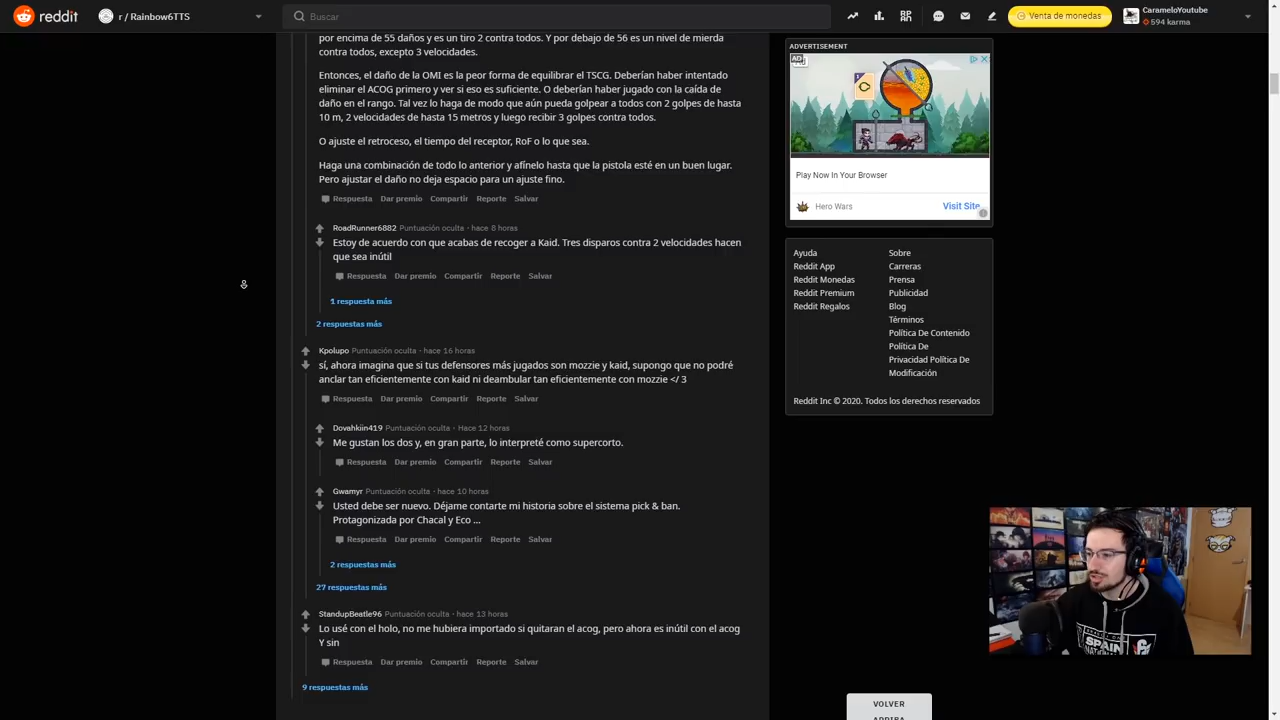 reddit
r / Rainbow6TTS
Buscar
Venta de monedas
CarameloYoutube
594 karma
por encima de 55 daños y es un tiro 2 contra todos. Y por debajo de 56 es un nivel de mierda
contra todos, excepto 3 velocidades.
Entonces, el daño de la OMI es la peor forma de equilibrar el TSCG. Deberían haber intentado
eliminar el ACOG primero y ver si eso es suficiente. O deberían haber jugado con la caída de
daño en el rango. Tal vez lo haga de modo que aún pueda golpear a todos con 2 golpes de hasta
10 m, 2 velocidades de hasta 15 metros y luego recibir 3 golpes contra todos.
O ajuste el retroceso, el tiempo del receptor, RoF o lo que sea.
Haga una combinación de todo lo anterior y afínelo hasta que la pistola esté en un buen lugar.
Pero ajustar el daño no deja espacio para un ajuste fino.
Respuesta Dar premio Compartir Reporte Salvar
RoadRunner6882 Puntuación oculta · hace 8 horas
Estoy de acuerdo con que acabas de recoger a Kaid. Tres disparos contra 2 velocidades hacen
que sea inútil
Respuesta Dar premio Compartir Reporte Salvar
1 respuesta más
2 respuestas más
Kpolupo Puntuación oculta · hace 16 horas
sí, ahora imagina que si tus defensores más jugados son mozzie y kaid, supongo que no podré
anclar tan eficientemente con kaid ni deambular tan eficientemente con mozzie </ 3
Respuesta Dar premio Compartir Reporte Salvar
Dovahkiin419 Puntuación oculta · Hace 12 horas
Me gustan los dos y, en gran parte, lo interpreté como supercorto.
Respuesta Dar premio Compartir Reporte Salvar
Gwamyr Puntuación oculta · hace 10 horas
Usted debe ser nuevo. Déjame contarte mi historia sobre el sistema pick & ban.
Protagonizada por Chacal y Eco ...
Respuesta Dar premio Compartir Reporte Salvar
2 respuestas más
27 respuestas más
StandupBeatle96 Puntuación oculta · hace 13 horas
Lo usé con el holo, no me hubiera importado si quitaran el acog, pero ahora es inútil con el acog
Y sin
Respuesta Dar premio Compartir Reporte Salvar
9 respuestas más
ADVERTISEMENT
AD
Play Now In Your Browser
Hero Wars
Visit Site
Ayuda
Reddit App
Reddit Monedas
Reddit Premium
Reddit Regalos
Sobre
Carreras
Prensa
Publicidad
Blog
Términos
Política De Contenido
Política De
Privacidad Política De
Modificación
Reddit Inc © 2020. Todos los derechos reservados
SPAIN
VOLVER
ARRIBA